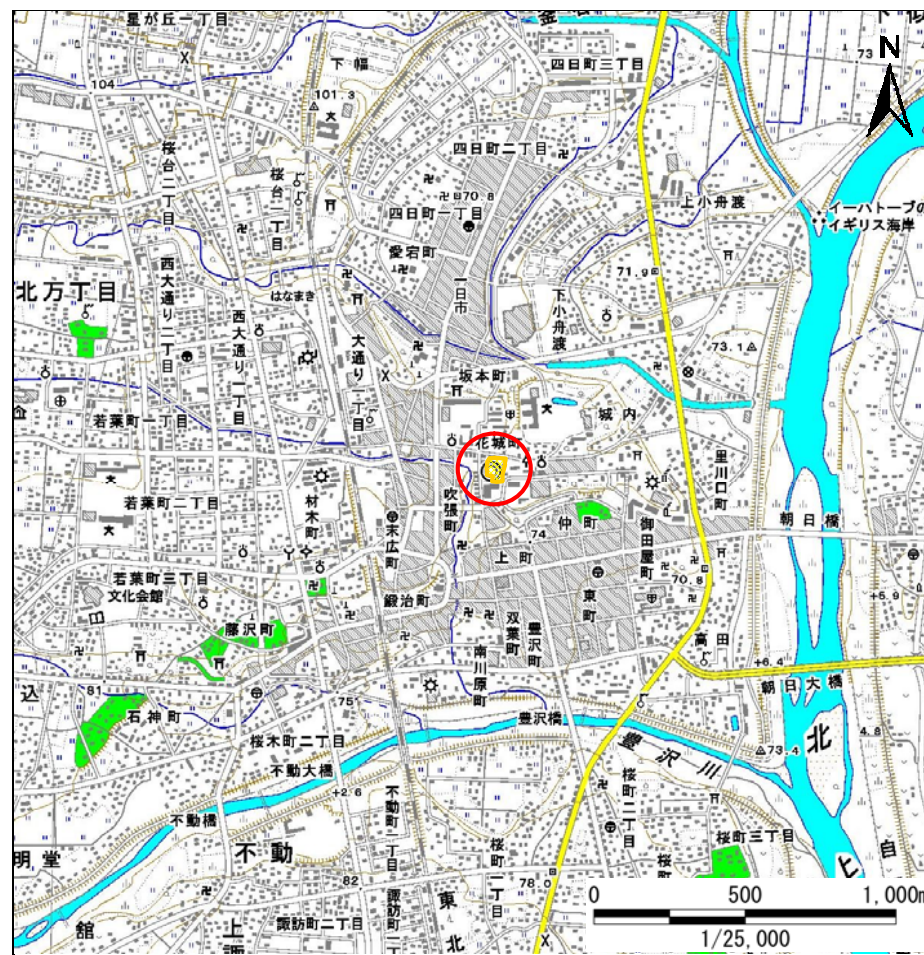 星が丘一丁目
下幅
四日町三丁目
73
N
104
101.3
桜台二丁目
桜台一丁目
四日町二丁目
70.8
四日町一丁目
上小舟渡
イーハトーブの
イギリス海岸
愛宕町
71.9
北万丁目
西大通り二丁目
はなまき
一日市
下小舟渡
西大通り一丁目
大通り一丁目
73.1
坂本町
城内
若葉町一丁目
花城町
里川口町
若葉町二丁目
材木町
吹張町
末広町
仲町
御田屋町
朝日橋
74
上町
若葉町三丁目
文化会館
鍛治町
東町
70.8
+5.9
藤沢町
双葉町
豊沢町
高田
南川原町
+6.4
込
81
石神町
75
朝日大橋
豊沢橋
桜木町二丁目
豊沢川
73.4
4.8
北
不動大橋
+2.6
不動橋
不動町二丁目
桜町二丁目
桜町三丁目
明堂
不動
桜町一丁目
上
自
82
78
館
上諏
諏訪町二丁目
諏訪町一
東北
0 500 1,000m
1/25,000